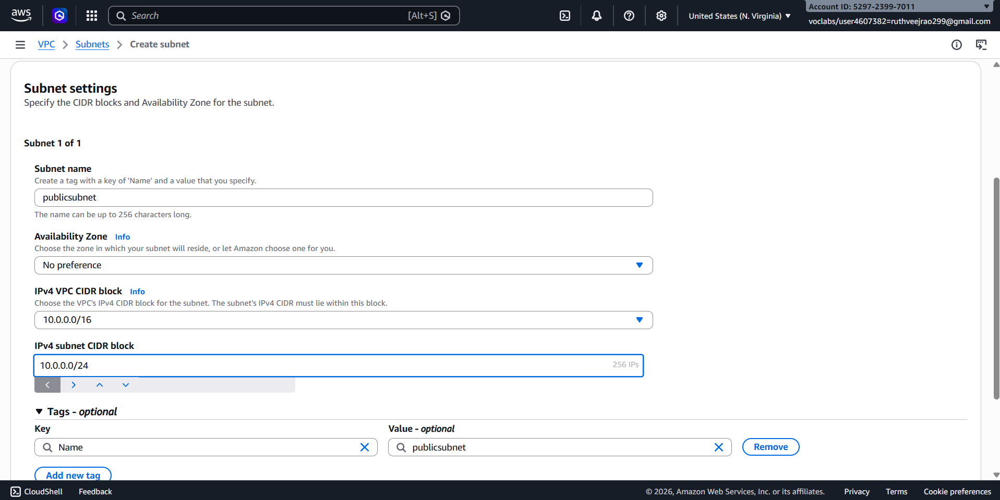 aws
Search [Alt+S]
United States (N. Virginia)
Account ID: 5297-2399-7011
voclabs/user4607382=ruthveejrao299@gmail.com
VPC Subnets Create subnet
Subnet settings
Specify the CIDR blocks and Availability Zone for the subnet.
Subnet 1 of 1
Subnet name
Create a tag with a key of 'Name' and a value that you specify.
publicsubnet
The name can be up to 256 characters long.
Availability Zone Info
Choose the zone in which your subnet will reside, or let Amazon choose one for you.
No preference
IPv4 VPC CIDR block Info
Choose the VPC's IPv4 CIDR block for the subnet. The subnet's IPv4 CIDR must lie within this block.
10.0.0.0/16
IPv4 subnet CIDR block
10.0.0.0/24 256 IPs
Tags - optional
Key Value - optional
Name publicsubnet Remove
Add new tag
CloudShell Feedback © 2026, Amazon Web Services, Inc. or its affiliates. Privacy Terms Cookie preferences